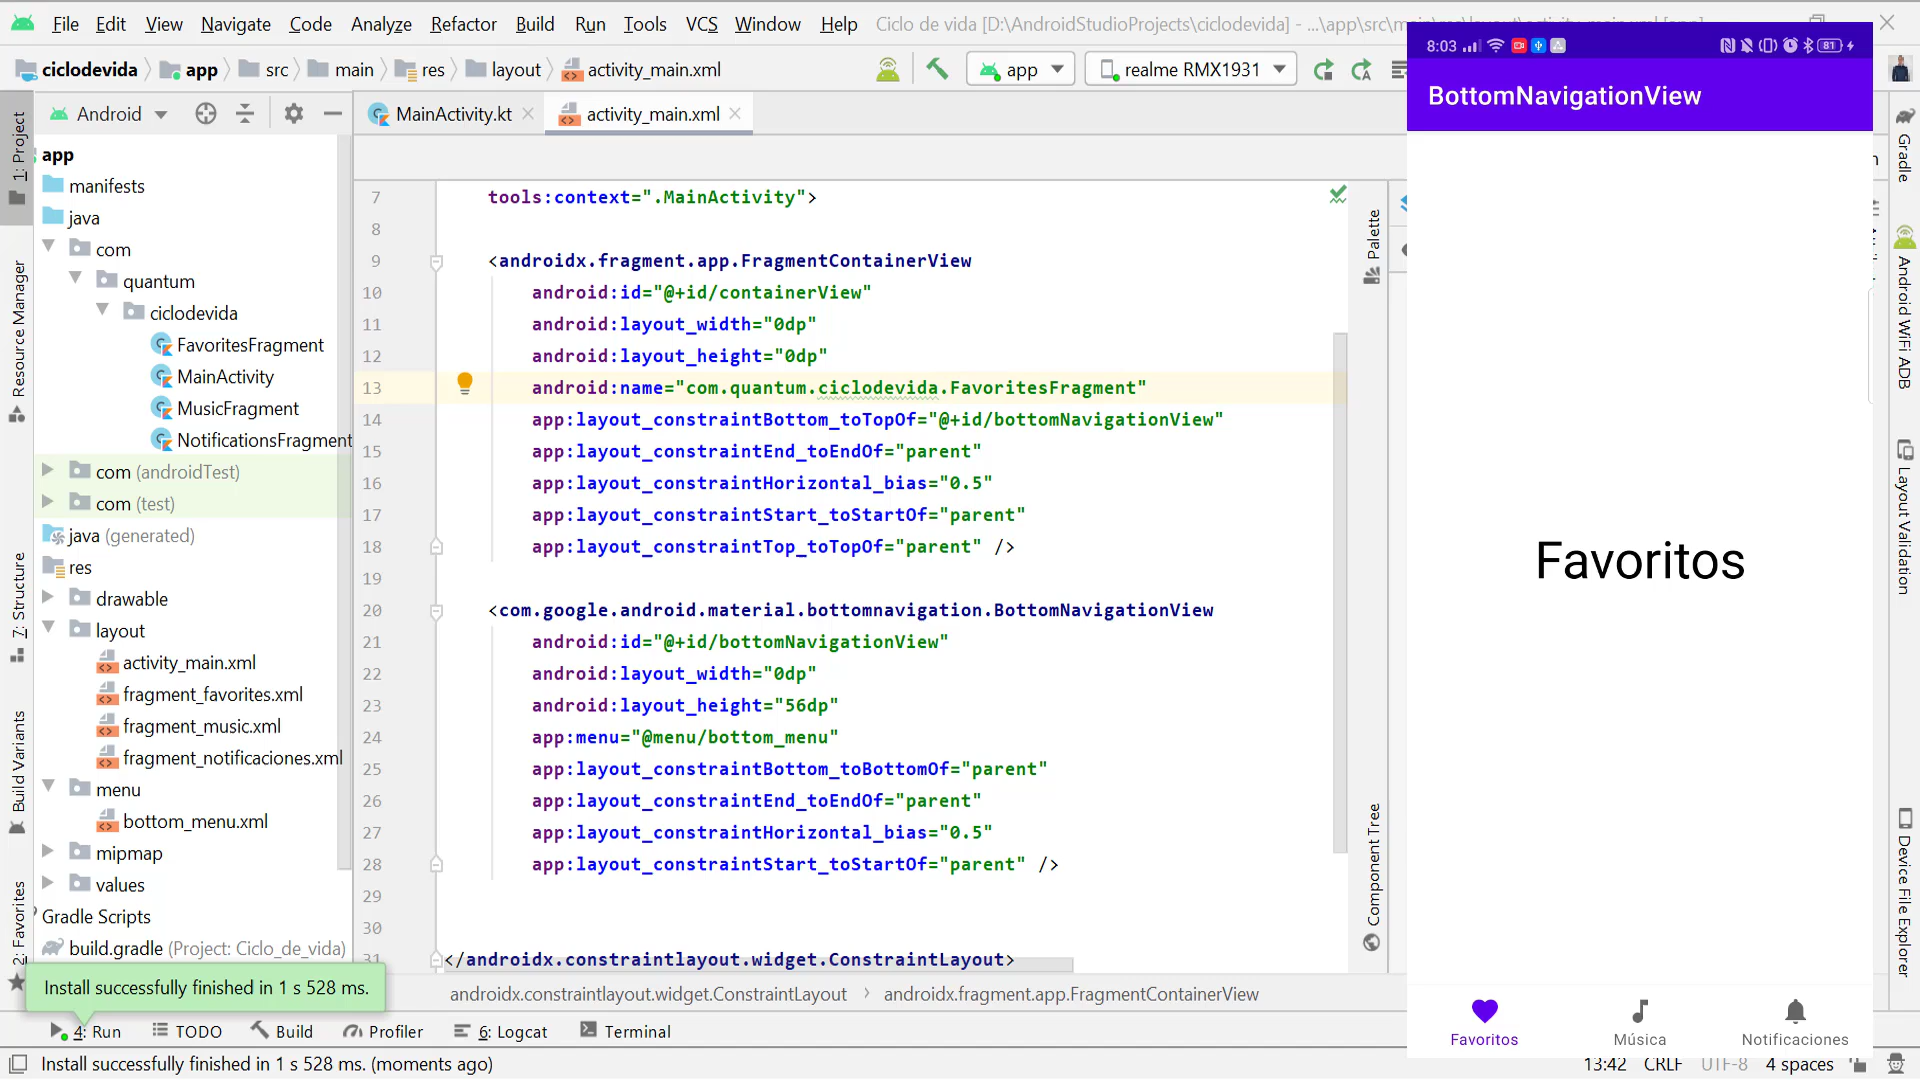 File Edit View Navigate Code Analyze Refactor Build Run Tools VCS Window Help Ciclo de vida [D:\AndroidStudioProjects\ciclodevida] - ...\app\src\main\res\layout\activity_main.xml [app]
ciclodevida app src main res layout activity_main.xml app realme RMX1931
Android
MainActivity.kt activity_main.xml
1: Project
Resource Manager
7: Structure
Build Variants
2: Favorites
app
manifests
java
com
quantum
ciclodevida
FavoritesFragment
MainActivity
MusicFragment
NotificationsFragment
com (androidTest)
com (test)
java (generated)
res
drawable
layout
activity_main.xml
fragment_favorites.xml
fragment_music.xml
fragment_notificaciones.xml
menu
bottom_menu.xml
mipmap
values
Gradle Scripts
build.gradle (Project: Ciclo_de_vida)
Install successfully finished in 1 s 528 ms.
7 tools:context=".MainActivity">
8
9 <androidx.fragment.app.FragmentContainerView
10 android:id="@+id/containerView"
11 android:layout_width="0dp"
12 android:layout_height="0dp"
13 android:name="com.quantum.ciclodevida.FavoritesFragment"
14 app:layout_constraintBottom_toTopOf="@+id/bottomNavigationView"
15 app:layout_constraintEnd_toEndOf="parent"
16 app:layout_constraintHorizontal_bias="0.5"
17 app:layout_constraintStart_toStartOf="parent"
18 app:layout_constraintTop_toTopOf="parent" />
19
20 <com.google.android.material.bottomnavigation.BottomNavigationView
21 android:id="@+id/bottomNavigationView"
22 android:layout_width="0dp"
23 android:layout_height="56dp"
24 app:menu="@menu/bottom_menu"
25 app:layout_constraintBottom_toBottomOf="parent"
26 app:layout_constraintEnd_toEndOf="parent"
27 app:layout_constraintHorizontal_bias="0.5"
28 app:layout_constraintStart_toStartOf="parent" />
29
30
31 </androidx.constraintlayout.widget.ConstraintLayout>
androidx.constraintlayout.widget.ConstraintLayout › androidx.fragment.app.FragmentContainerView
Palette
Component Tree
8:03 81
BottomNavigationView
Favoritos
Favoritos Música Notificaciones
Gradle
Android WiFi ADB
Layout Validation
Device File Explorer
4: Run TODO Build Profiler 6: Logcat Terminal
Install successfully finished in 1 s 528 ms. (moments ago) 13:42 CRLF UTF-8 4 spaces